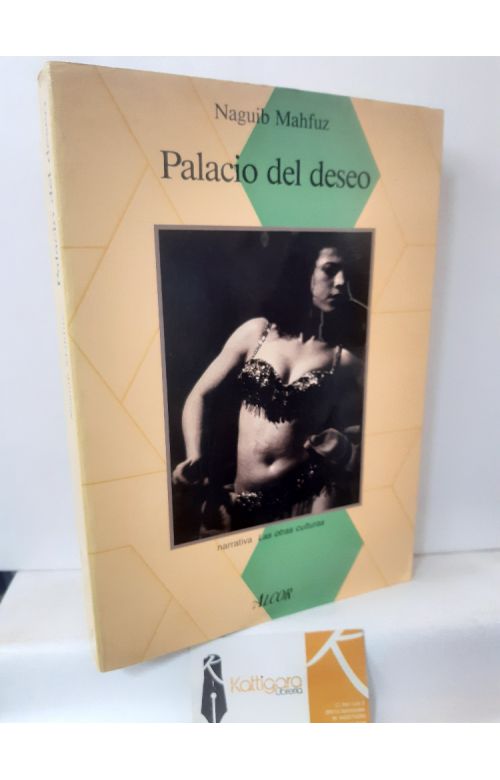 Naguib Mahfuz
Palacio del deseo
narrativa Las otras culturas
ALCOR
Kattigara
Librería